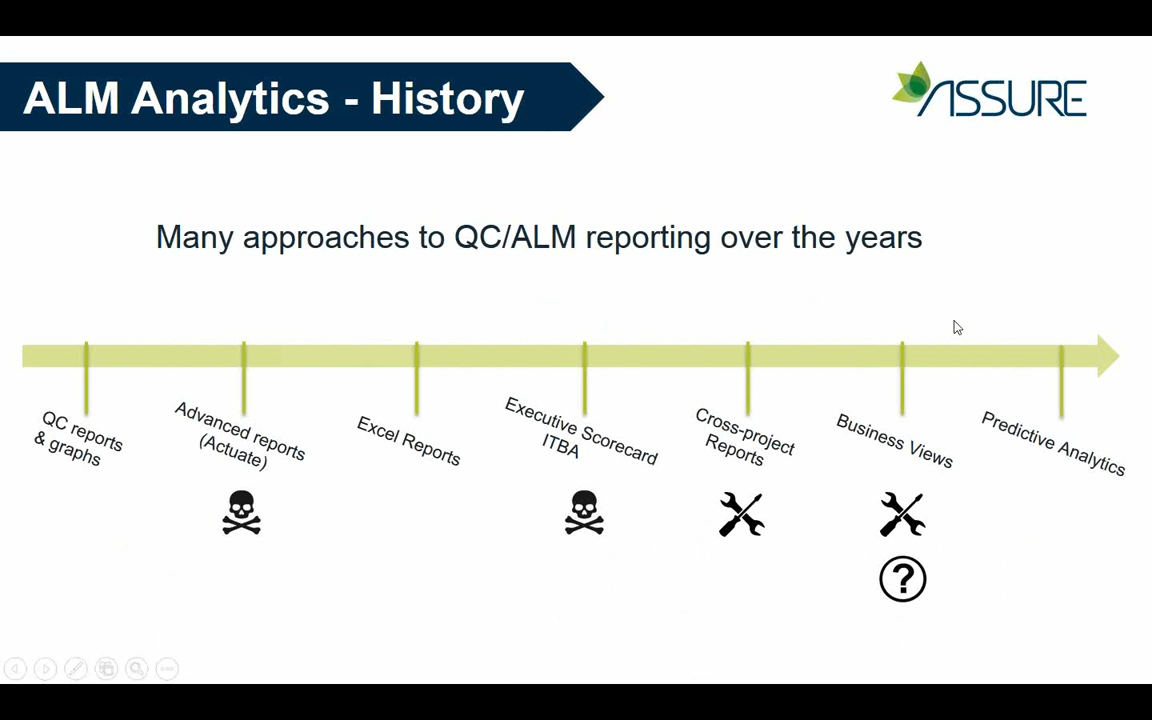 ALM Analytics - History
ASSURE
Many approaches to QC/ALM reporting over the years
QC reports
& graphs
Advanced reports
(Actuate)
Excel Reports
Executive Scorecard
ITBA
Cross-project
Reports
Business Views
Predictive Analytics
?